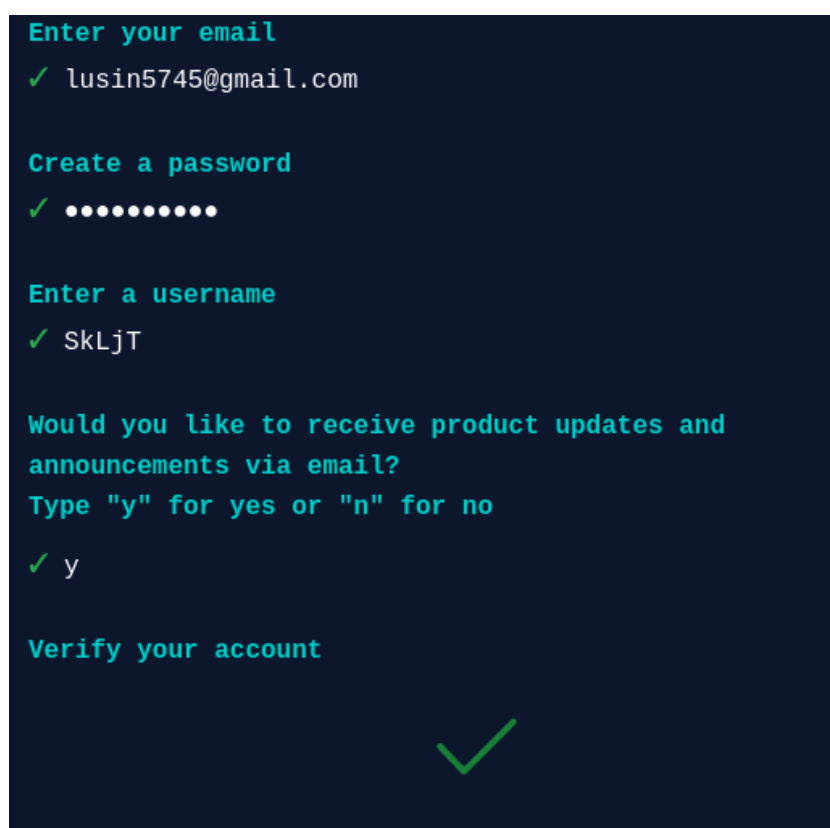 Enter your email
✓ lusin5745@gmail.com
Create a password
✓ ●●●●●●●●●●
Enter a username
✓ SkLjT
Would you like to receive product updates and
announcements via email?
Type "y" for yes or "n" for no
✓ y
Verify your account